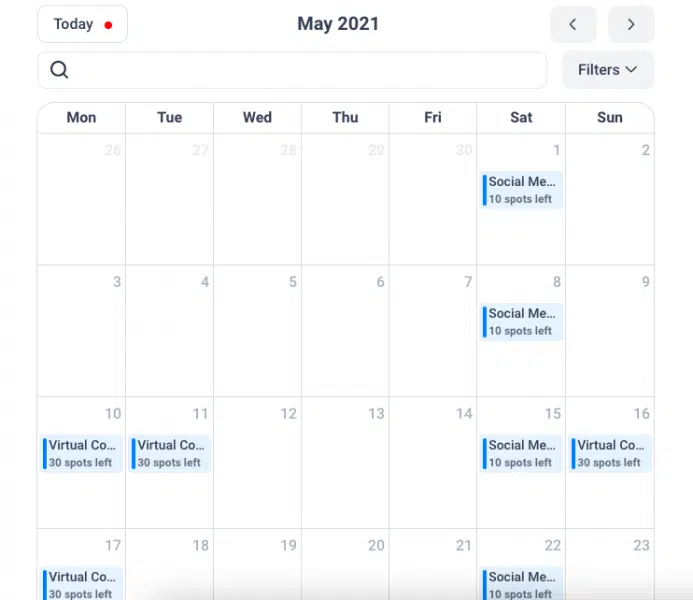 Today
May 2021
Filters
Mon Tue Wed Thu Fri Sat Sun
26 27 28 29 30 1 2
Social Me...
10 spots left
3 4 5 6 7 8 9
Social Me...
10 spots left
10 11 12 13 14 15 16
Virtual Co... Virtual Co... Social Me... Virtual Co...
30 spots left 30 spots left 10 spots left 30 spots left
17 18 19 20 21 22 23
Virtual Co... Social Me...
30 spots left 10 spots left